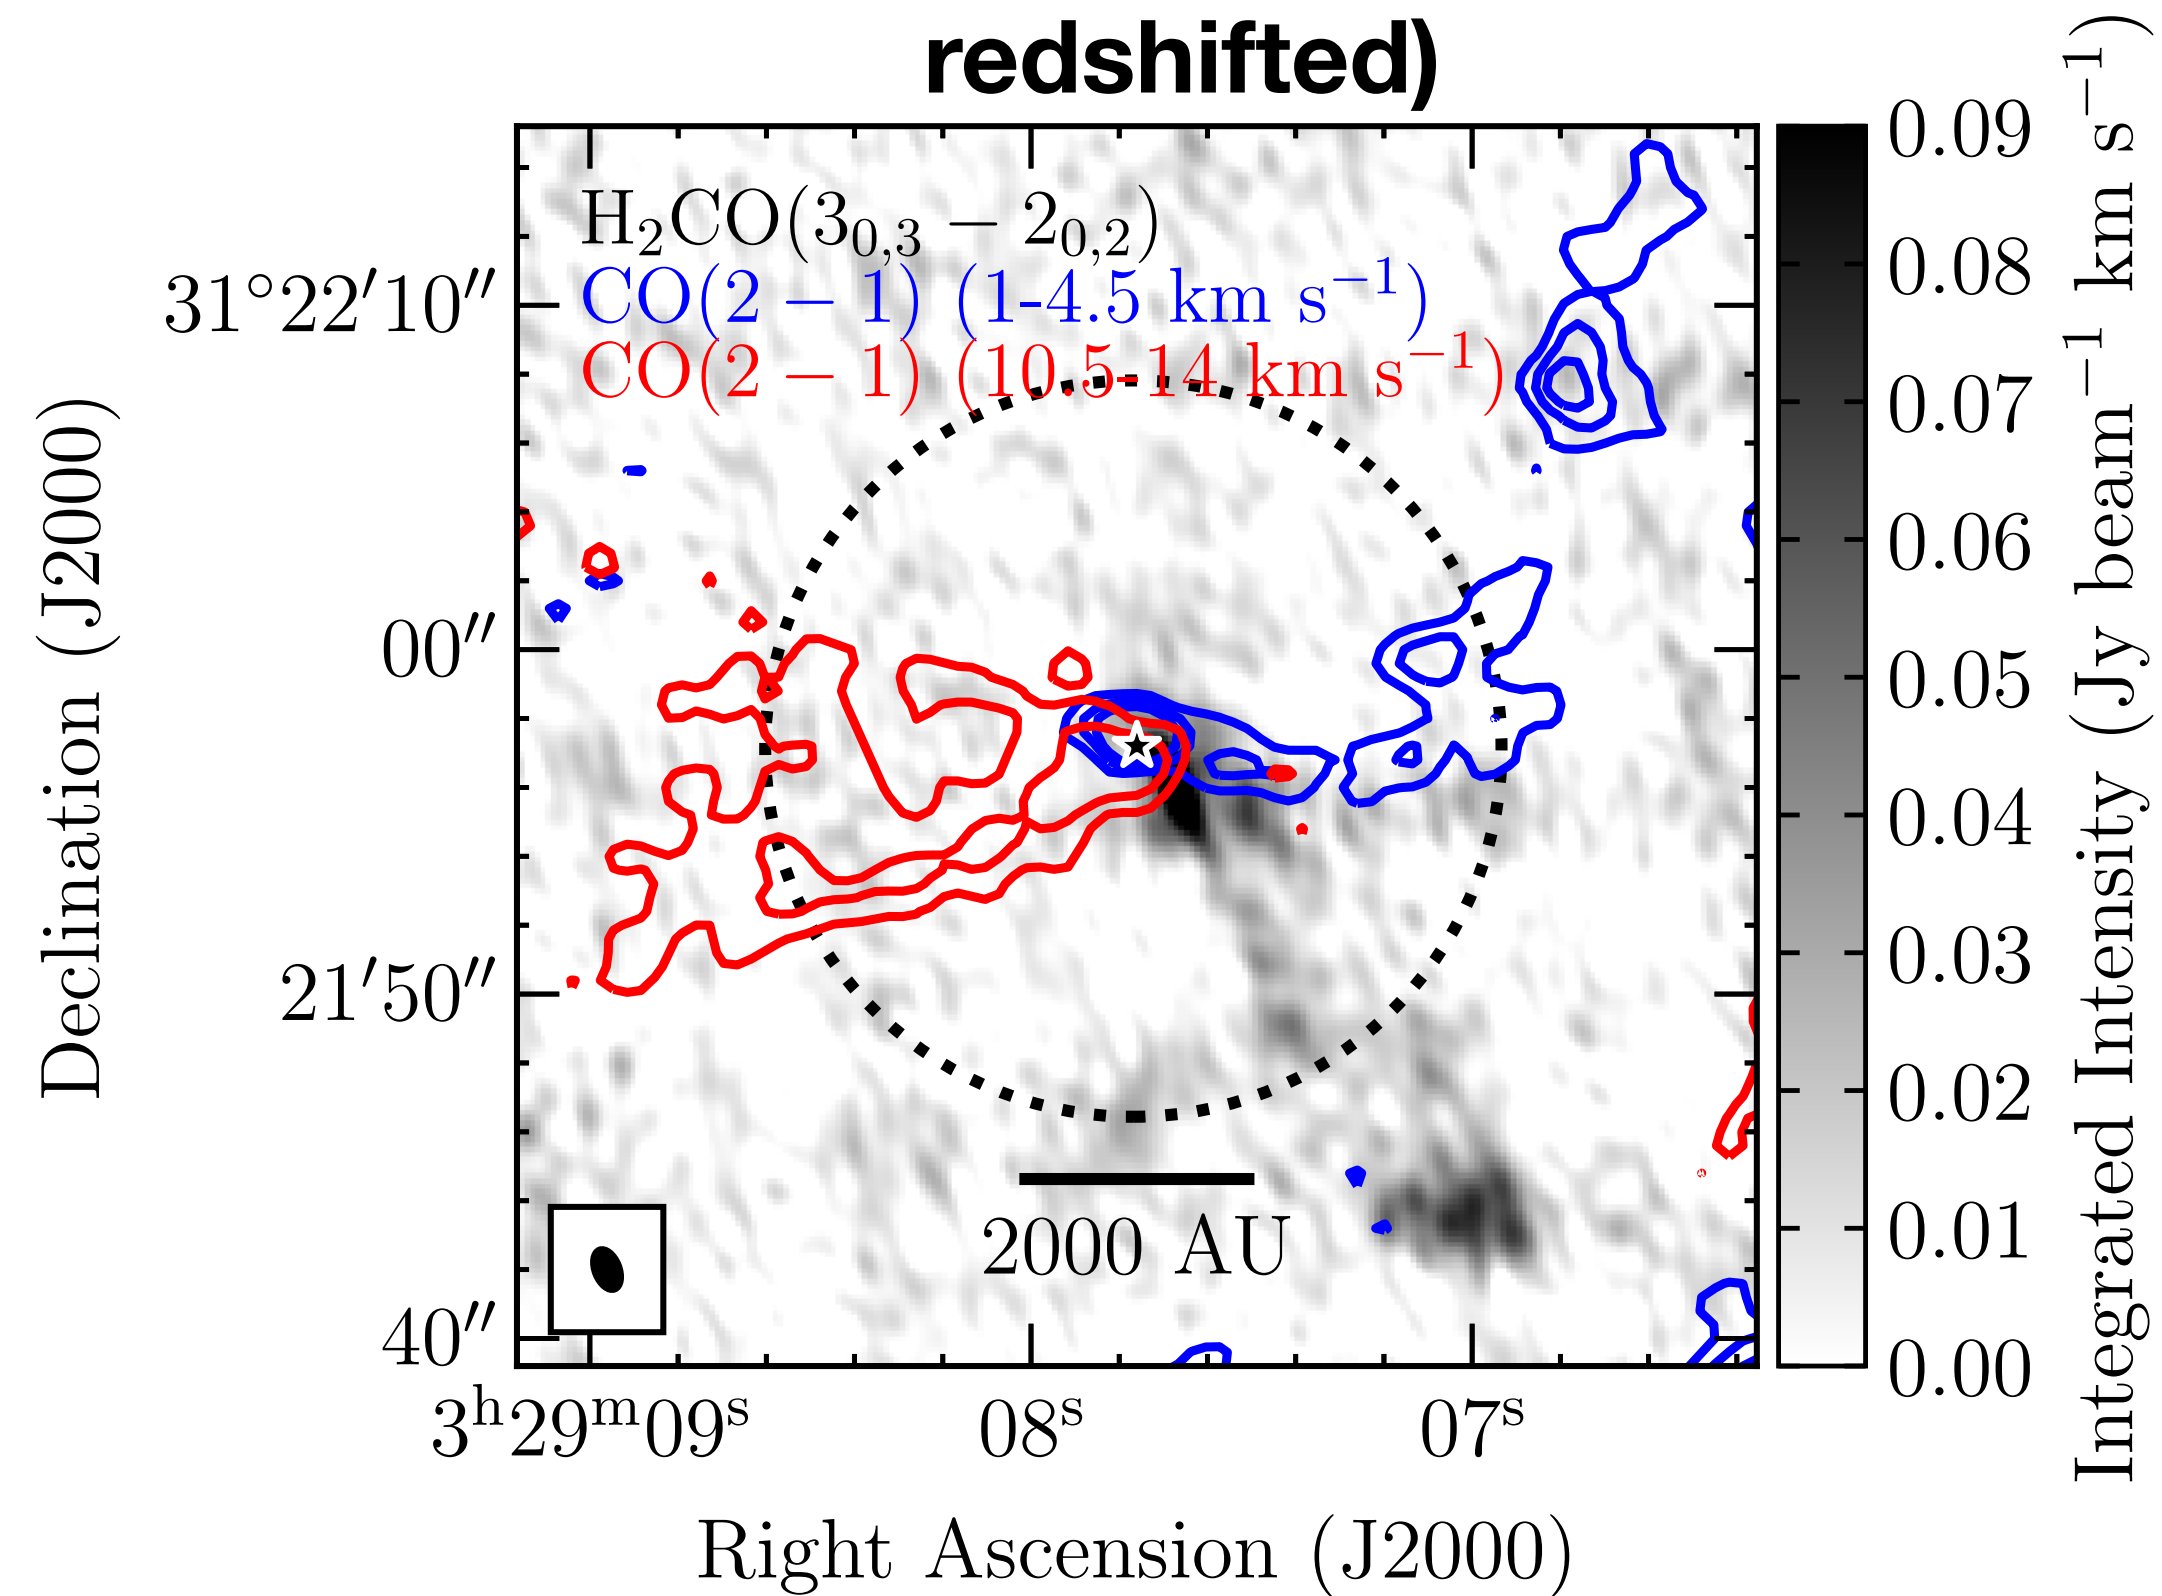 redshifted)
H₂CO(3₀,₃ − 2₀,₂)
CO(2 − 1) (1-4.5 km s⁻¹)
CO(2 − 1) (10.5-14 km s⁻¹)
Declination (J2000)
31°22′10″
00″
21′50″
40″
2000 AU
3ʰ29ᵐ09ˢ
08ˢ
07ˢ
Right Ascension (J2000)
0.09
0.08
0.07
0.06
0.05
0.04
0.03
0.02
0.01
0.00
Integrated Intensity (Jy beam⁻¹ km s⁻¹)